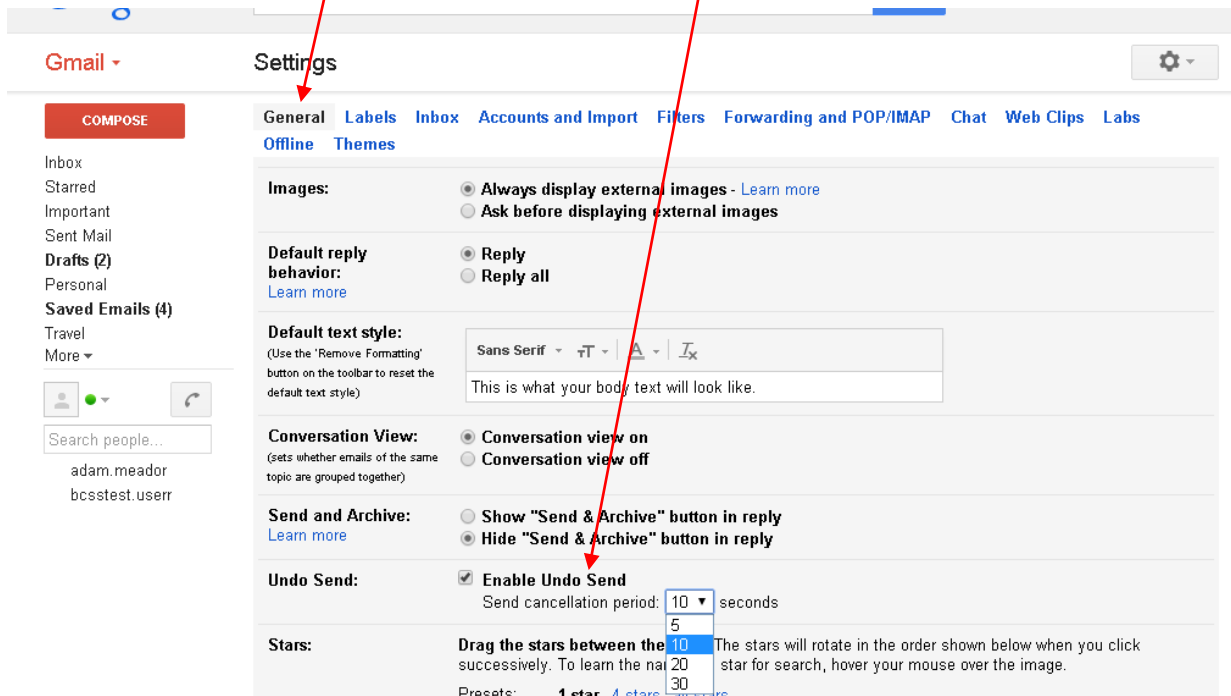 Gmail
Settings
COMPOSE
General Labels Inbox Accounts and Import Filters Forwarding and POP/IMAP Chat Web Clips Labs
Offline Themes
Inbox
Starred
Important
Sent Mail
Drafts (2)
Personal
Saved Emails (4)
Travel
More
Search people...
adam.meador
bcsstest.userr
Images:
Always display external images - Learn more
Ask before displaying external images
Default reply
behavior:
Learn more
Reply
Reply all
Default text style:
(Use the 'Remove Formatting'
button on the toolbar to reset the
default text style)
Sans Serif TT A Tx
This is what your body text will look like.
Conversation View:
(sets whether emails of the same
topic are grouped together)
Conversation view on
Conversation view off
Send and Archive:
Learn more
Show "Send & Archive" button in reply
Hide "Send & Archive" button in reply
Undo Send:
Enable Undo Send
Send cancellation period: 10 seconds
5
10
20
30
Stars:
Drag the stars between the The stars will rotate in the order shown below when you click
successively. To learn the star for search, hover your mouse over the image.
Presets: 1 star 4 stars